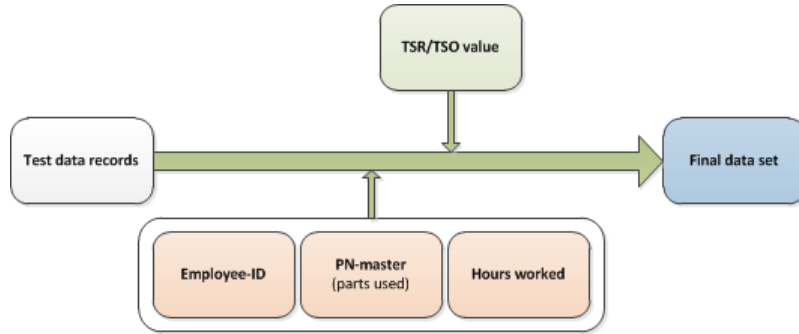 TSR/TSO value
Test data records
Final data set
Employee-ID
PN-master
(parts used)
Hours worked